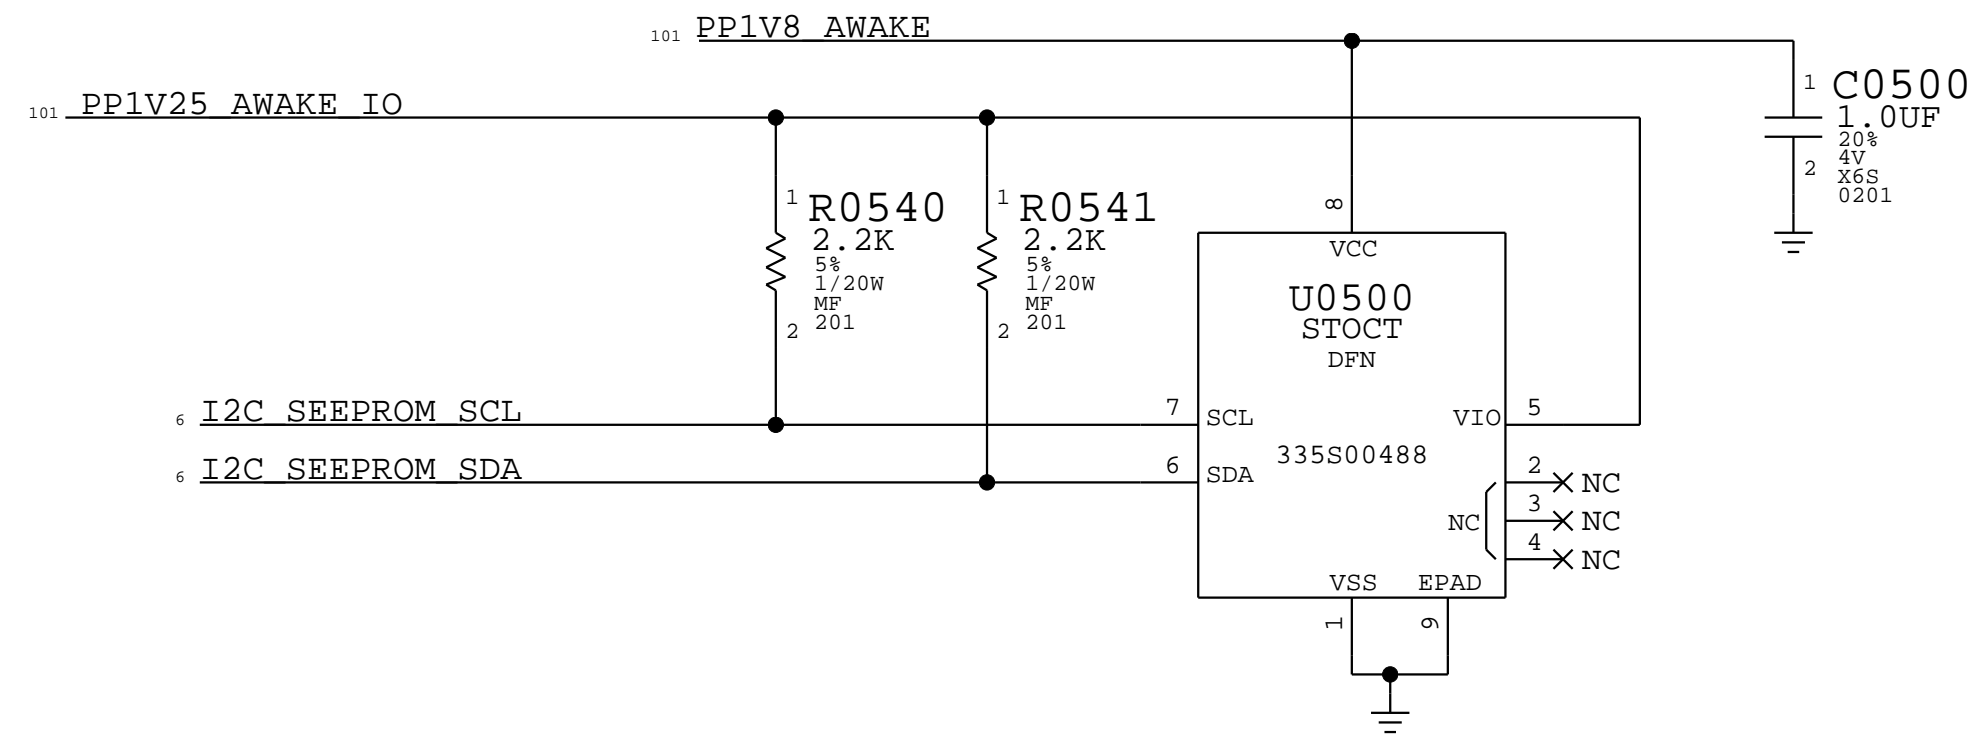 101 PP1V8_AWAKE
101 PP1V25_AWAKE_IO
1 C0500
1.0UF
20%
4V
2 X6S
0201
1 R0540
2.2K
5%
1/20W
MF
2 201
1 R0541
2.2K
5%
1/20W
MF
2 201
8
VCC
U0500
STOCT
DFN
6 I2C_SEEPROM_SCL
7 SCL
VIO 5
335S00488
6 I2C_SEEPROM_SDA
6 SDA
2 NC
NC 3 NC
4 NC
VSS EPAD
1 9